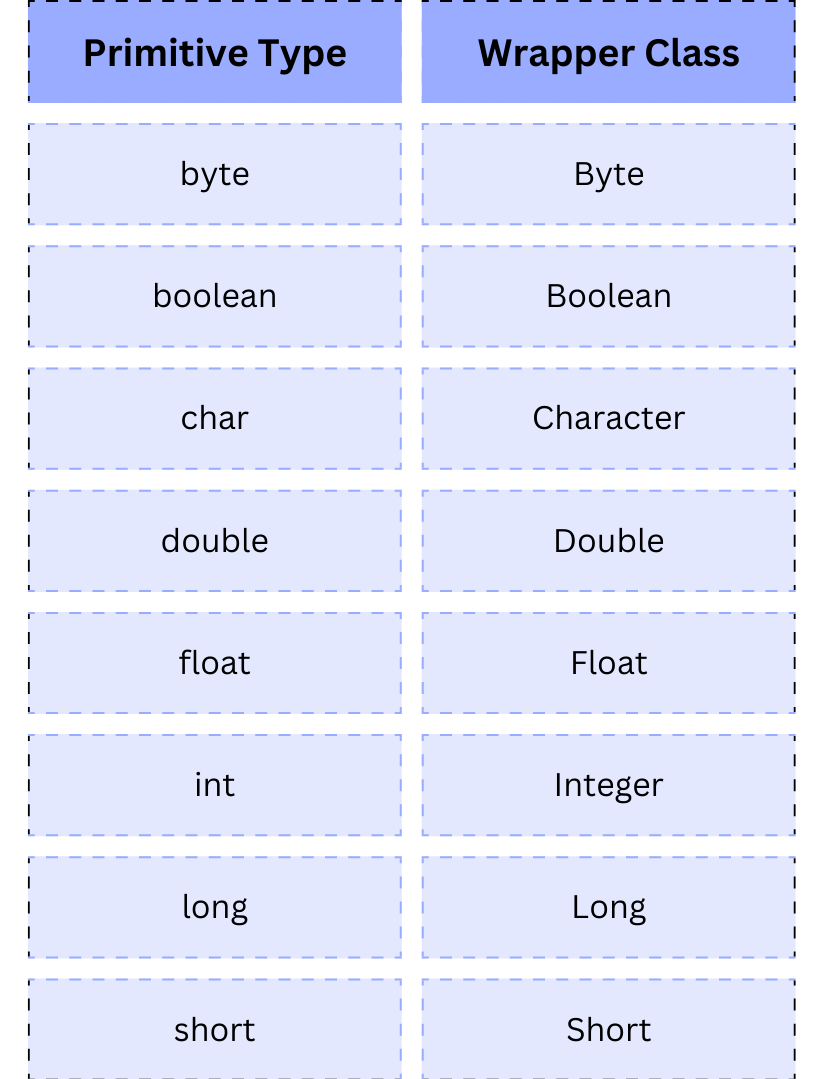 Primitive Type Wrapper Class
byte Byte
boolean Boolean
char Character
double Double
float Float
int Integer
long Long
short Short